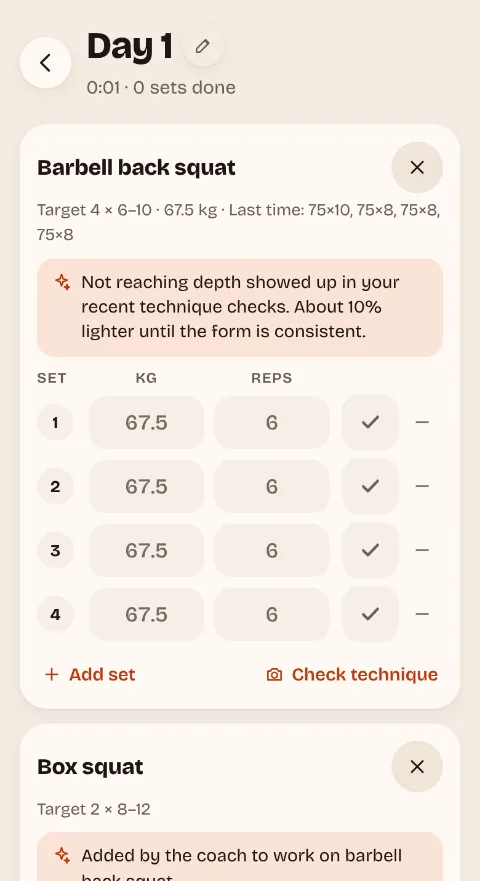 Day 1
0:01 · 0 sets done
Barbell back squat
Target 4 × 6–10 · 67.5 kg · Last time: 75×10, 75×8, 75×8,
75×8
Not reaching depth showed up in your
recent technique checks. About 10%
lighter until the form is consistent.
SET KG REPS
1 67.5 6
2 67.5 6
3 67.5 6
4 67.5 6
Add set Check technique
Box squat
Target 2 × 8–12
Added by the coach to work on barbell
back squat